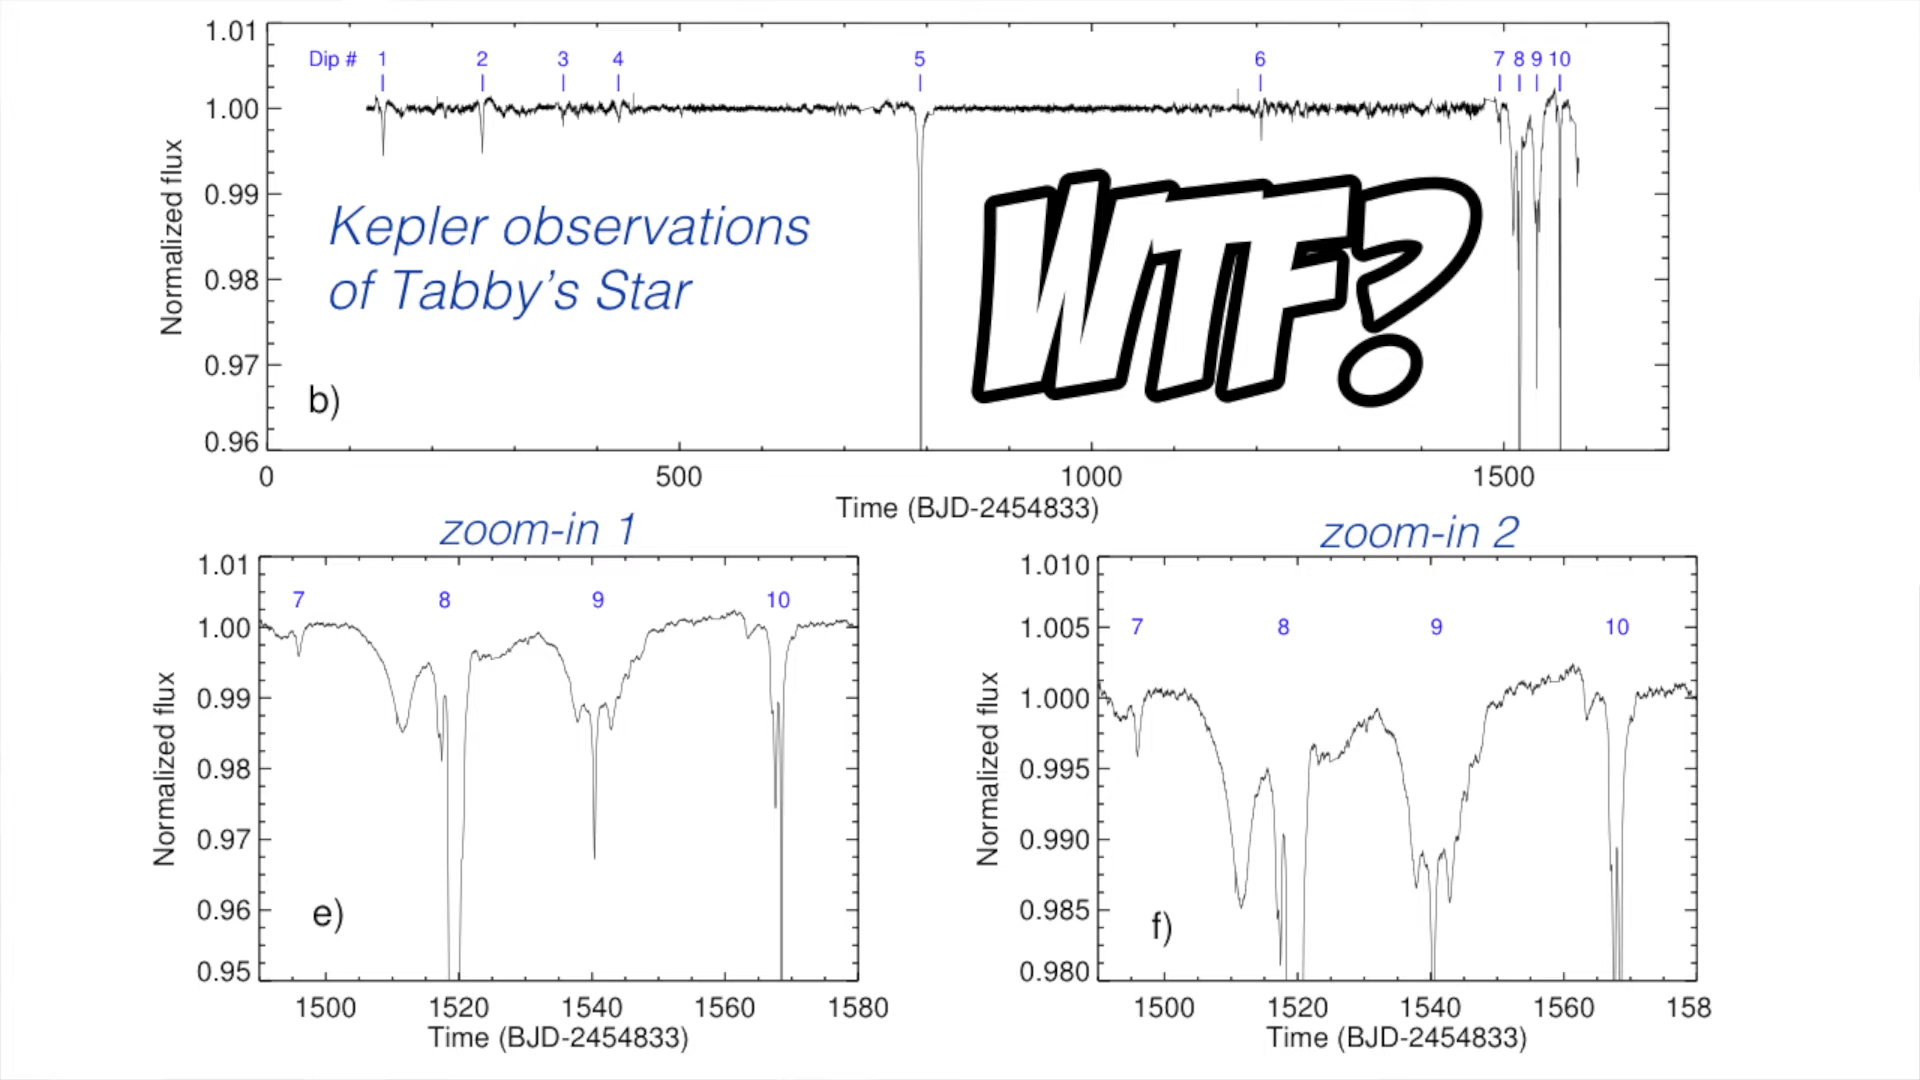 1.01
Dip # 1 2 3 4 5 6 7 8 9 10
1.00
0.99
0.98
0.97
0.96
Normalized flux
Kepler observations
of Tabby's Star
WTF?
b)
0 500 1000 1500
Time (BJD-2454833)
zoom-in 1
1.01
7 8 9 10
1.00
0.99
0.98
0.97
0.96
0.95
Normalized flux
e)
1500 1520 1540 1560 1580
Time (BJD-2454833)
zoom-in 2
1.010
1.005
7 8 9 10
1.000
0.995
0.990
0.985
0.980
Normalized flux
f)
1500 1520 1540 1560 158
Time (BJD-2454833)